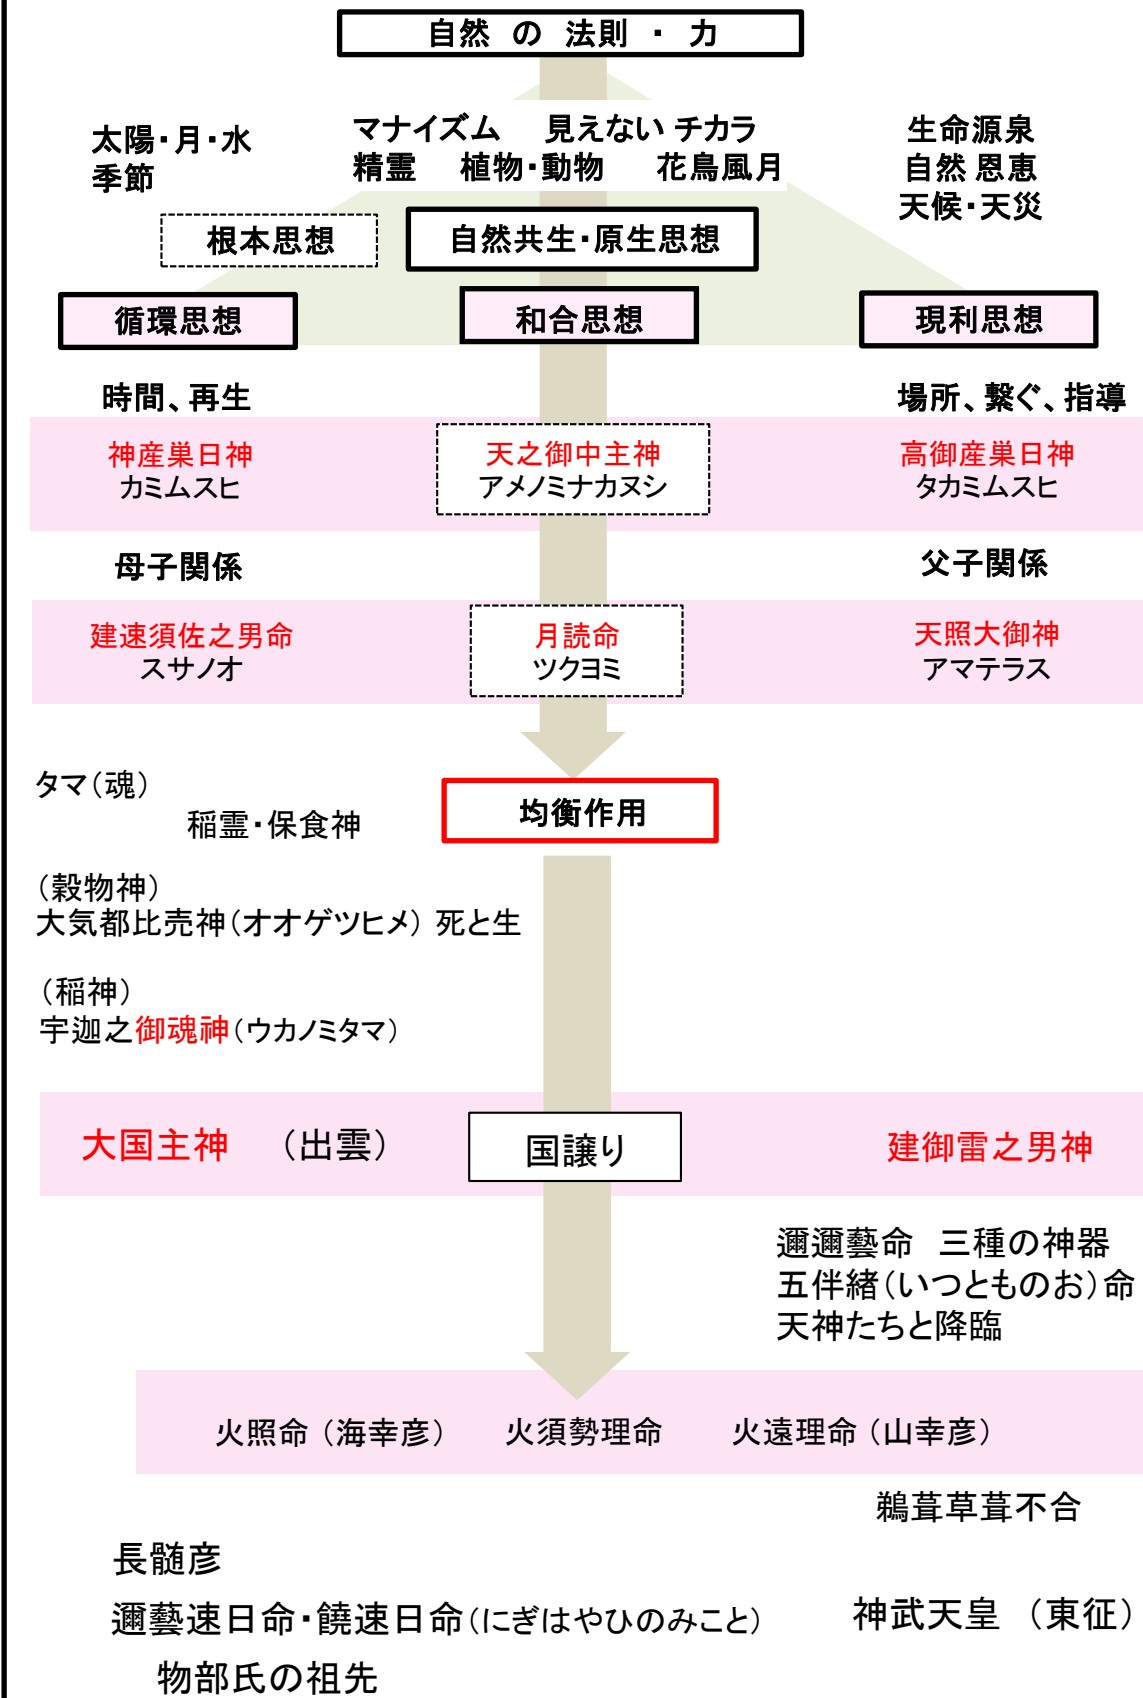 自然 の 法則 ・ 力
太陽・月・水
季節
マナイズム 見えない チカラ
精霊 植物・動物 花鳥風月
生命源泉
自然 恩恵
天候・天災
根本思想
自然共生・原生思想
循環思想
和合思想
現利思想
時間、再生
場所、繋ぐ、指導
神産巣日神
カミムスヒ
天之御中主神
アメノミナカヌシ
高御産巣日神
タカミムスヒ
母子関係
父子関係
建速須佐之男命
スサノオ
月読命
ツクヨミ
天照大御神
アマテラス
タマ（魂）
稲霊・保食神
均衡作用
（穀物神）
大気都比売神（オオゲツヒメ） 死と生
（稲神）
宇迦之御魂神（ウカノミタマ）
大国主神 （出雲）
国譲り
建御雷之男神
邇邇藝命 三種の神器
五伴緒（いつとものお）命
天神たちと降臨
火照命（海幸彦） 火須勢理命 火遠理命（山幸彦）
鵜葺草葺不合
長髄彦
邇藝速日命・饒速日命（にぎはやひのみこと）
神武天皇 （東征）
物部氏の祖先